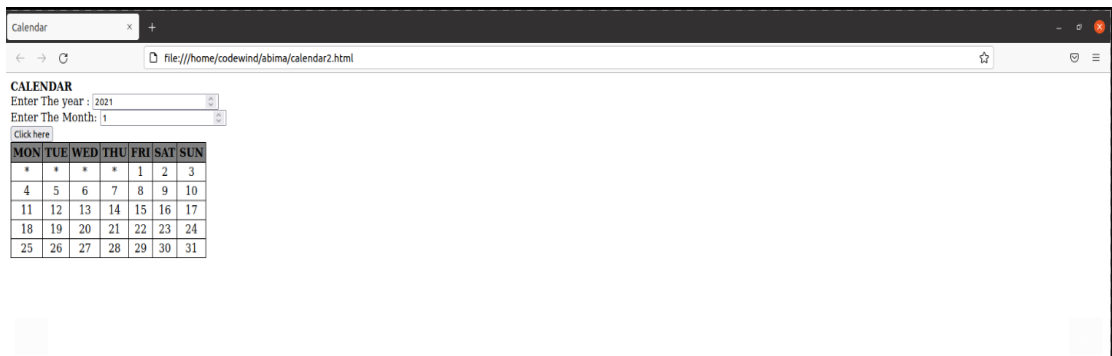 Calendar
file:///home/codewind/abima/calendar2.html
CALENDAR
Enter The year : 2021
Enter The Month: 1
Click here
MON TUE WED THU FRI SAT SUN
* * * * 1 2 3
4 5 6 7 8 9 10
11 12 13 14 15 16 17
18 19 20 21 22 23 24
25 26 27 28 29 30 31